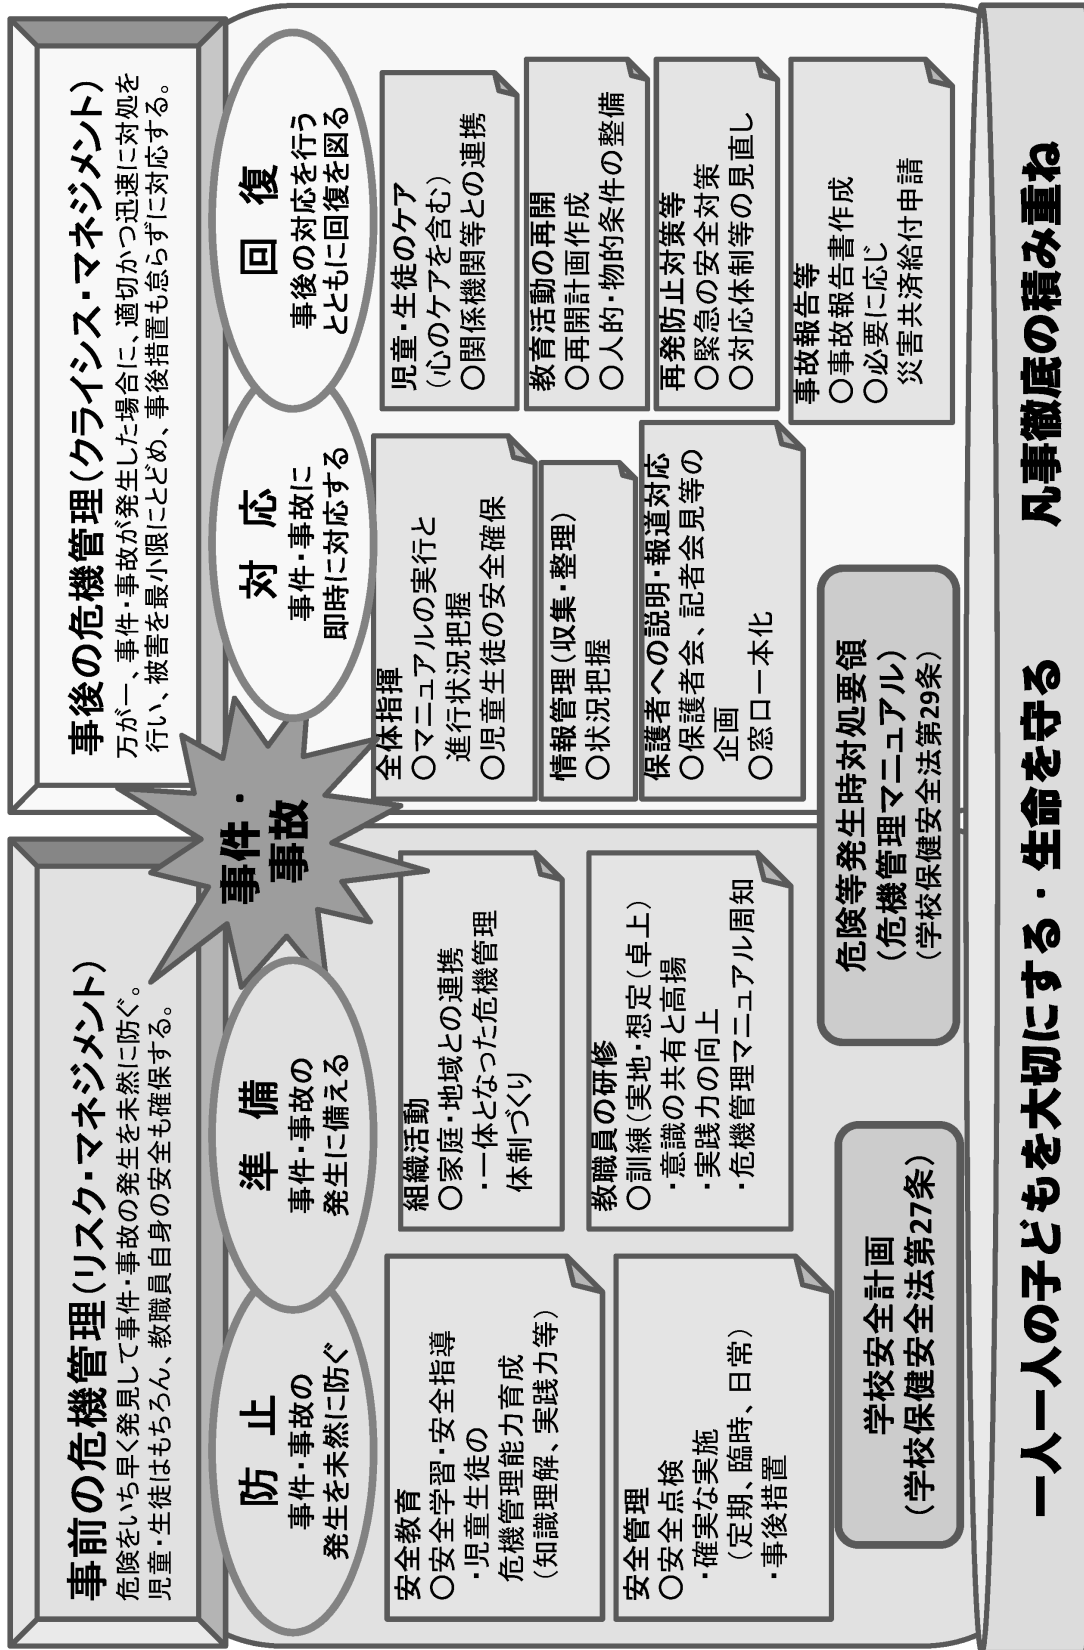 事前の危機管理(リスク・マネジメント)
危険をいち早く発見して事件・事故の発生を未然に防ぐ。
児童・生徒はもちろん、教職員自身の安全も確保する。
事後の危機管理(クライシス・マネジメント)
万が一、事件・事故が発生した場合に、適切かつ迅速に対処を
行い、被害を最小限にとどめ、事後措置も怠らずに対応する。
防 止
事件・事故の
発生を未然に防ぐ
準 備
事件・事故の
発生に備える
事件・
事故
対 応
事件・事故に
即時に対応する
回 復
事後の対応を行う
とともに回復を図る
安全教育
○安全学習・安全指導
・児童生徒の
危機管理能力育成
(知識理解、実践力等)
安全管理
○安全点検
・確実な実施
(定期、臨時、日常)
・事後措置
組織活動
○家庭・地域との連携
・一体となった危機管理
体制づくり
教職員の研修
○訓練(実地・想定(卓上)
・意識の共有と高揚
・実践力の向上
・危機管理マニュアル周知
全体指揮
○マニュアルの実行と
進行状況把握
○児童生徒の安全確保
情報管理(収集・整理)
○状況把握
保護者への説明・報道対応
○保護者会、記者会見等の
企画
○窓口一本化
児童・生徒のケア
(心のケアを含む)
○関係機関等との連携
教育活動の再開
○再開計画作成
○人的・物的条件の整備
再発防止対策等
○緊急の安全対策
○対応体制等の見直し
事故報告等
○事故報告書作成
○必要に応じ
災害共済給付申請
学校安全計画
(学校保健安全法第27条)
危険等発生時対処要領
(危機管理マニュアル)
(学校保健安全法第29条)
一人一人の子どもを大切にする・生命を守る 凡事徹底の積み重ね